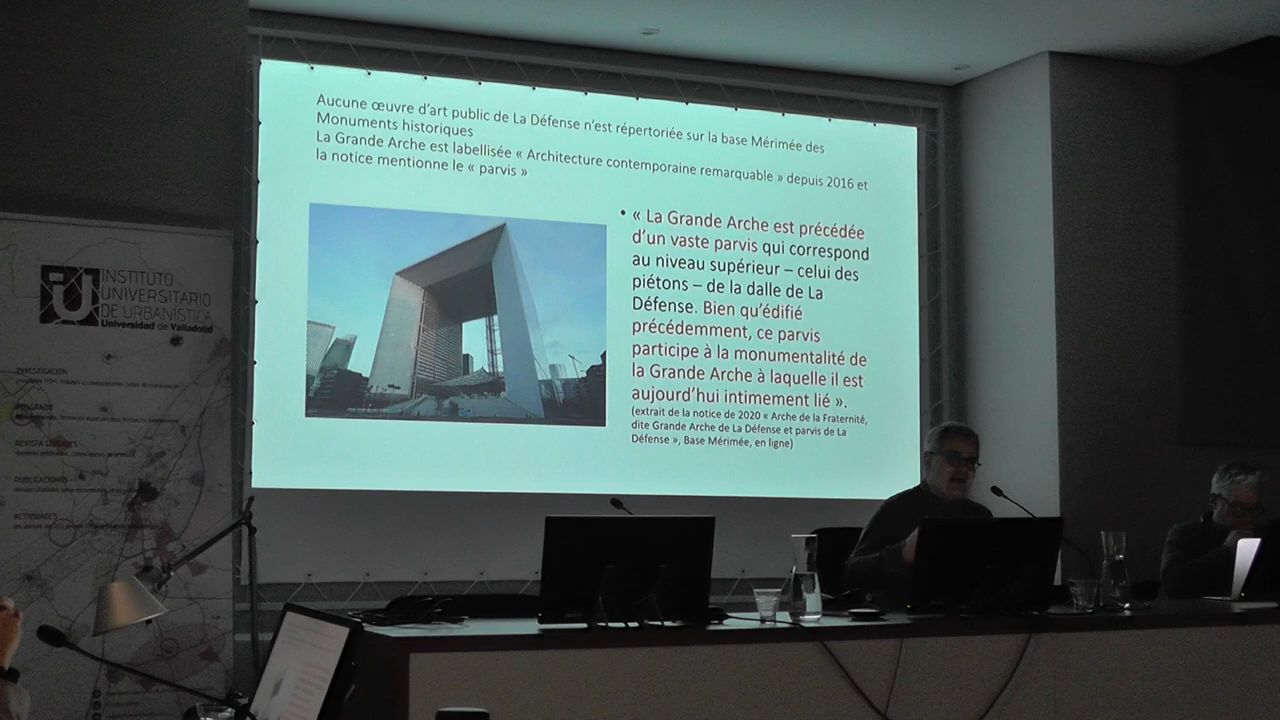 Aucune œuvre d'art public de La Défense n'est répertoriée sur la base Mérimée des
Monuments historiques
La Grande Arche est labellisée « Architecture contemporaine remarquable » depuis 2016 et
la notice mentionne le « parvis »
• « La Grande Arche est précédée
d'un vaste parvis qui correspond
au niveau supérieur – celui des
piétons – de la dalle de La
Défense. Bien qu'édifié
précédemment, ce parvis
participe à la monumentalité de
la Grande Arche à laquelle il est
aujourd'hui intimement lié ».
(extrait de la notice de 2020 « Arche de la Fraternité,
dite Grande Arche de La Défense et parvis de La
Défense », Base Mérimée, en ligne)
INSTITUTO
UNIVERSITARIO
DE URBANÍSTICA
Universidad de Valladolid
INVESTIGACIÓN
POSGRADO
REVISTA CIUDADES
PUBLICACIONES
ACTIVIDADES